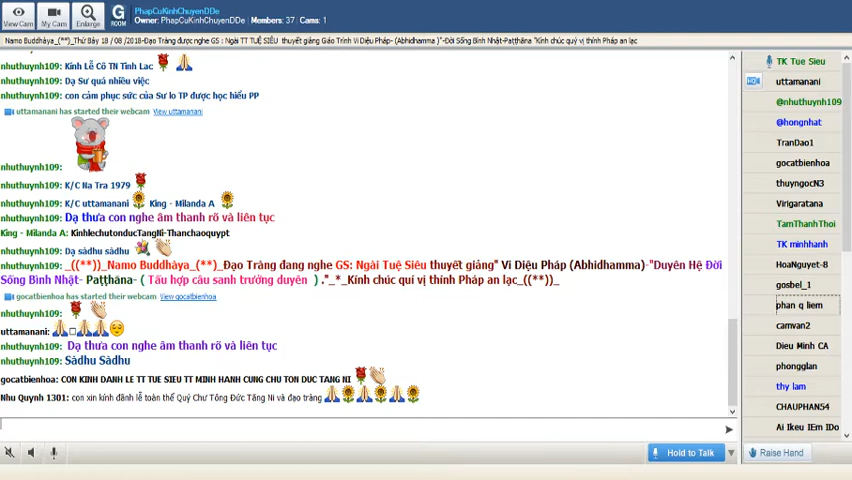 View Cam
My Cam
Enlarge
G
ROOM
PhapCuKinhChuyenDDe
Owner: PhapCuKinhChuyenDDe - Members: 37 - Cams: 1
Namo Buddhàya_(**)_Thứ Bảy 18 / 08 /2018-Đạo Tràng được nghe GS : Ngài TT TUỆ SIÊU thuyết giảng Giáo Trình Vi Diệu Pháp- (Abhidhamma )"-Đời Sống Bình Nhật-Paṭṭhāna "Kính chúc quý vị thính Pháp an lạc
nhuthuynh109: Kính Lễ Cô TN Tịnh Lạc
nhuthuynh109: Dạ Sư quá nhiều việc
nhuthuynh109: con cảm phục sức của Sư lo TP được học hiểu PP
uttamanani has started their webcam View uttamanani
nhuthuynh109:
nhuthuynh109: K/C Na Tra 1979
nhuthuynh109: K/C uttamanani King - Milanda A
nhuthuynh109: Dạ thưa con nghe âm thanh rõ và liên tục
King - Milanda A: KinhlechutonducTangNi-Thanchaoquypt
nhuthuynh109: Dạ sàdhu sàdhu
nhuthuynh109: _((**))_Namo Buddhàya_(**)_Đạo Tràng đang nghe GS: Ngài Tuệ Siêu thuyết giảng" Vi Diệu Pháp (Abhidhamma)-"Duyên Hệ Đời
Sống Bình Nhật- Paṭṭhāna- ( Tấu hợp câu sanh trưởng duyên ) ."_*_Kính chúc quí vị thính Pháp an lạc_((**))_
gocatbienhoa has started their webcam View gocatbienhoa
nhuthuynh109:
uttamanani:
nhuthuynh109: Dạ thưa con nghe âm thanh rõ và liên tục
nhuthuynh109: Sàdhu Sàdhu
gocatbienhoa: CON KINH DANH LE TT TUE SIEU TT MINH HANH CUNG CHU TON DUC TANG NI
Nhu Quynh 1301: con xin kính đảnh lễ toàn thể Quý Chư Tông Đức Tăng Ni và đạo tràng
Hold to Talk
TK Tue Sieu
HD
uttamanani
@nhuthuynh109
@hongnhat
TranDao1
gocatbienhoa
thuyngocN3
Virigaratana
TamThanhThoi
TK minhhanh
HoaNguyet-8
gosbel_1
phan q liem
camvan2
Dieu Minh CA
phongglan
thy lam
CHAUPHAN54
Ai Ikeu IEm IDo
Raise Hand